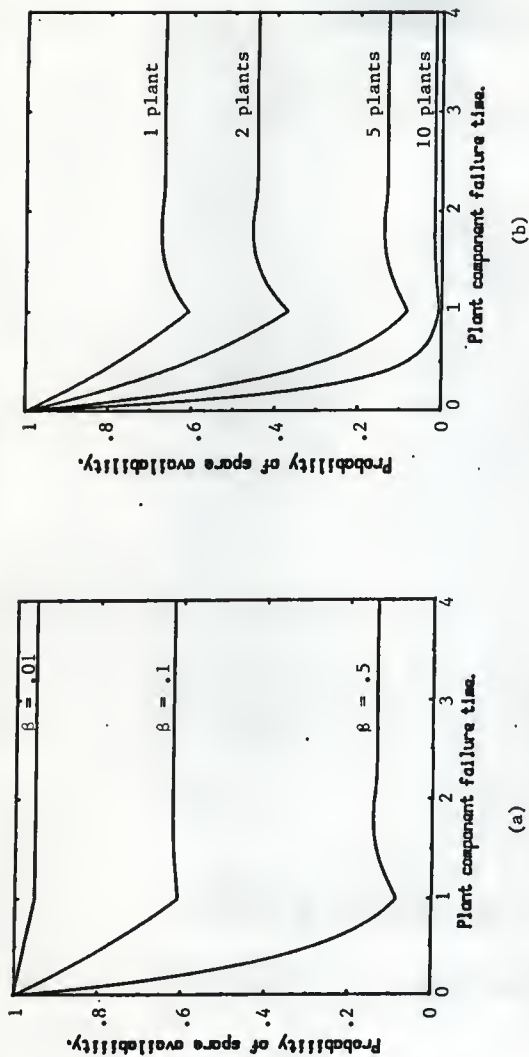 Probability of spare availability.
1
.8
.6
.4
.2
0
β = .01
β = .1
β = .5
0
1
2
3
4
Plant component failure time.
(a)
Probability of spare availability.
1
.8
.6
.4
.2
0
1 plant
2 plants
5 plants
10 plants
0
1
2
3
4
Plant component failure time.
(b)